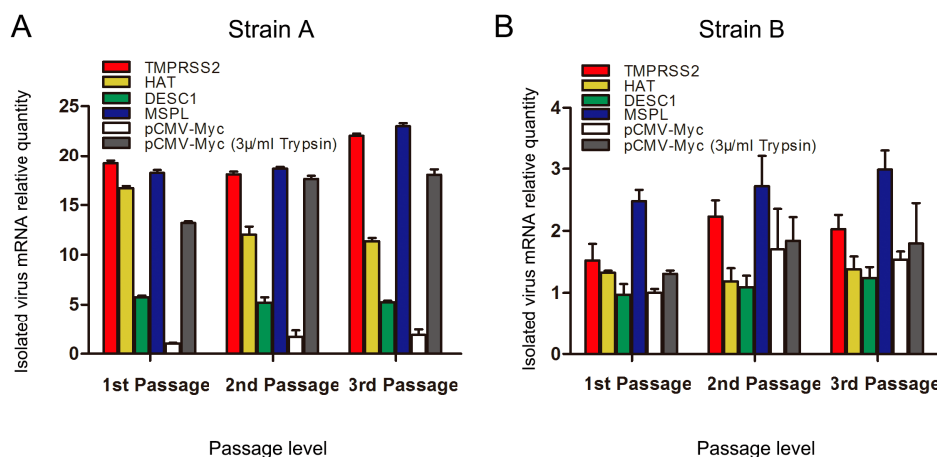 A
Strain A
TMPRSS2
HAT
DESC1
MSPL
pCMV-Myc
pCMV-Myc (3μ/ml Trypsin)
Isolated virus mRNA relative quantity
25
20
15
10
5
0
1st Passage 2nd Passage 3rd Passage
Passage level
B
Strain B
TMPRSS2
HAT
DESC1
MSPL
pCMV-Myc
pCMV-Myc (3μ/ml Trypsin)
Isolated virus mRNA relative quantity
4
3
2
1
0
1st Passage 2nd Passage 3rd Passage
Passage level